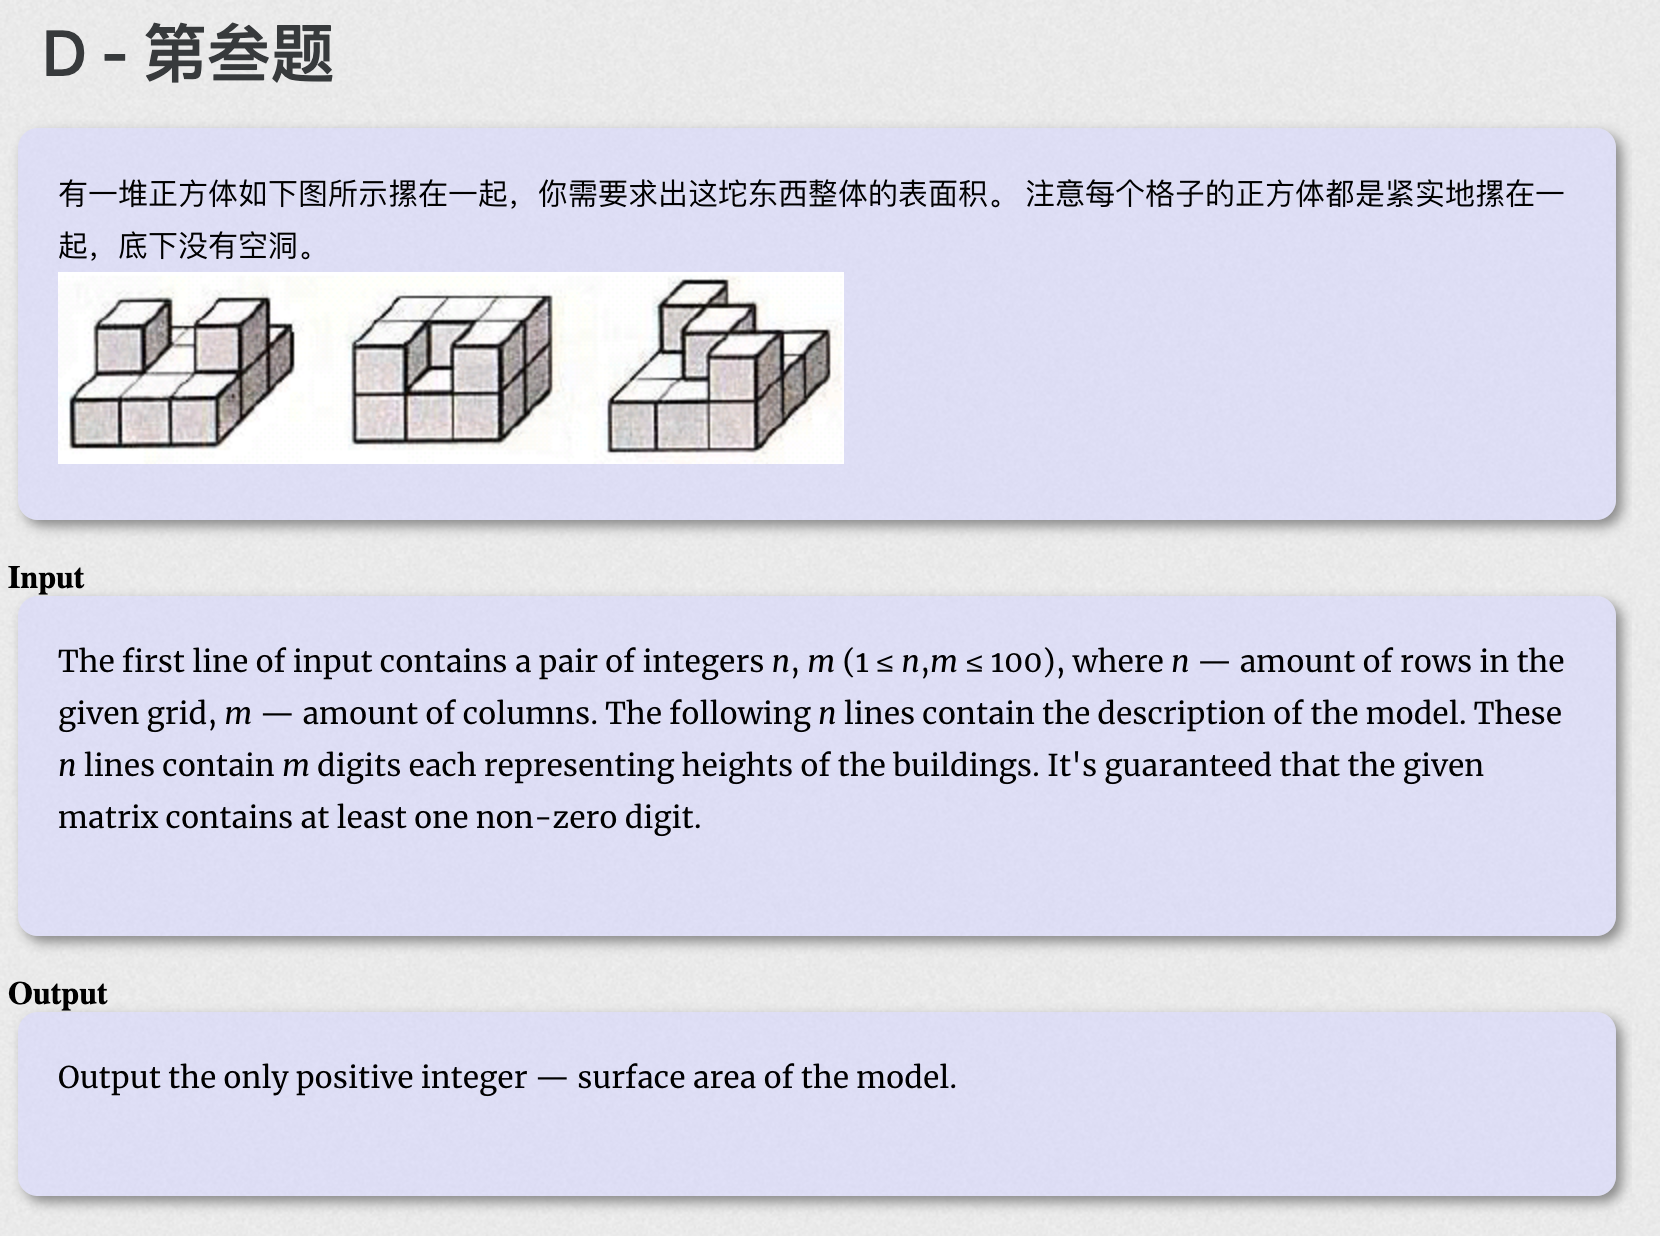 D - 第叁题
有一堆正方体如下图所示摞在一起，你需要求出这坨东西整体的表面积。 注意每个格子的正方体都是紧实地摞在一
起，底下没有空洞。
Input
The first line of input contains a pair of integers n, m (1 ≤ n,m ≤ 100), where n — amount of rows in the
given grid, m — amount of columns. The following n lines contain the description of the model. These
n lines contain m digits each representing heights of the buildings. It's guaranteed that the given
matrix contains at least one non-zero digit.
Output
Output the only positive integer — surface area of the model.